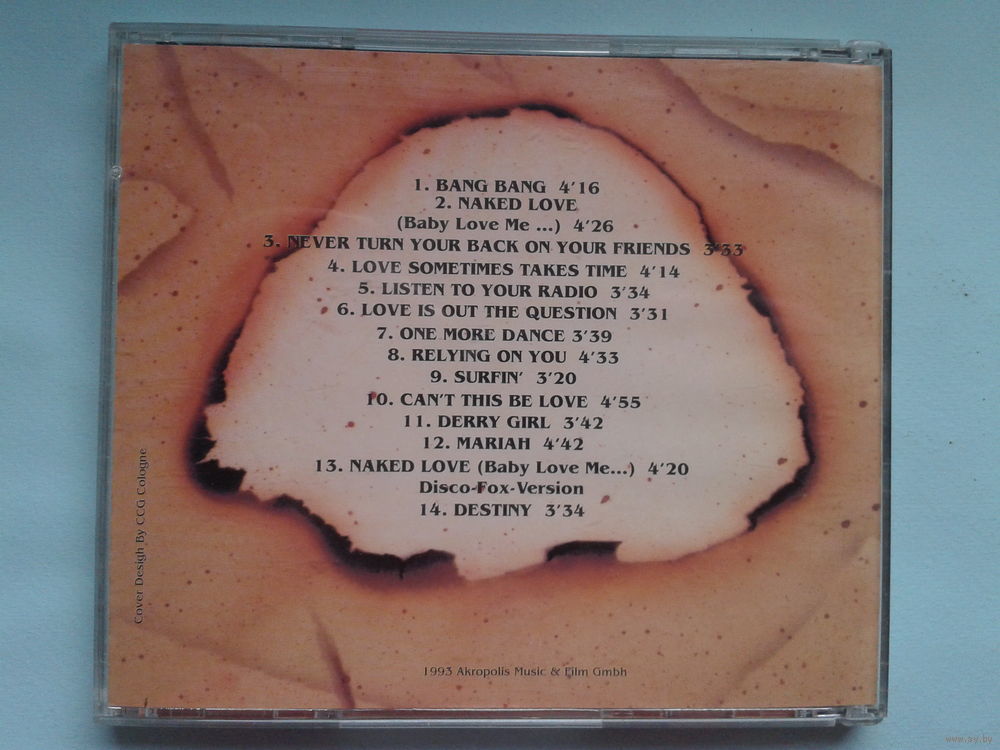 1. BANG BANG 4'16
2. NAKED LOVE
(Baby Love Me ...) 4'26
3. NEVER TURN YOUR BACK ON YOUR FRIENDS 3'33
4. LOVE SOMETIMES TAKES TIME 4'14
5. LISTEN TO YOUR RADIO 3'34
6. LOVE IS OUT THE QUESTION 3'31
7. ONE MORE DANCE 3'39
8. RELYING ON YOU 4'33
9. SURFIN' 3'20
10. CAN'T THIS BE LOVE 4'55
11. DERRY GIRL 3'42
12. MARIAH 4'42
13. NAKED LOVE (Baby Love Me...) 4'20
Disco-Fox-Version
14. DESTINY 3'34
Cover Desigh By CCG Cologne
1993 Akropolis Music & Film Gmbh
www.ay.by